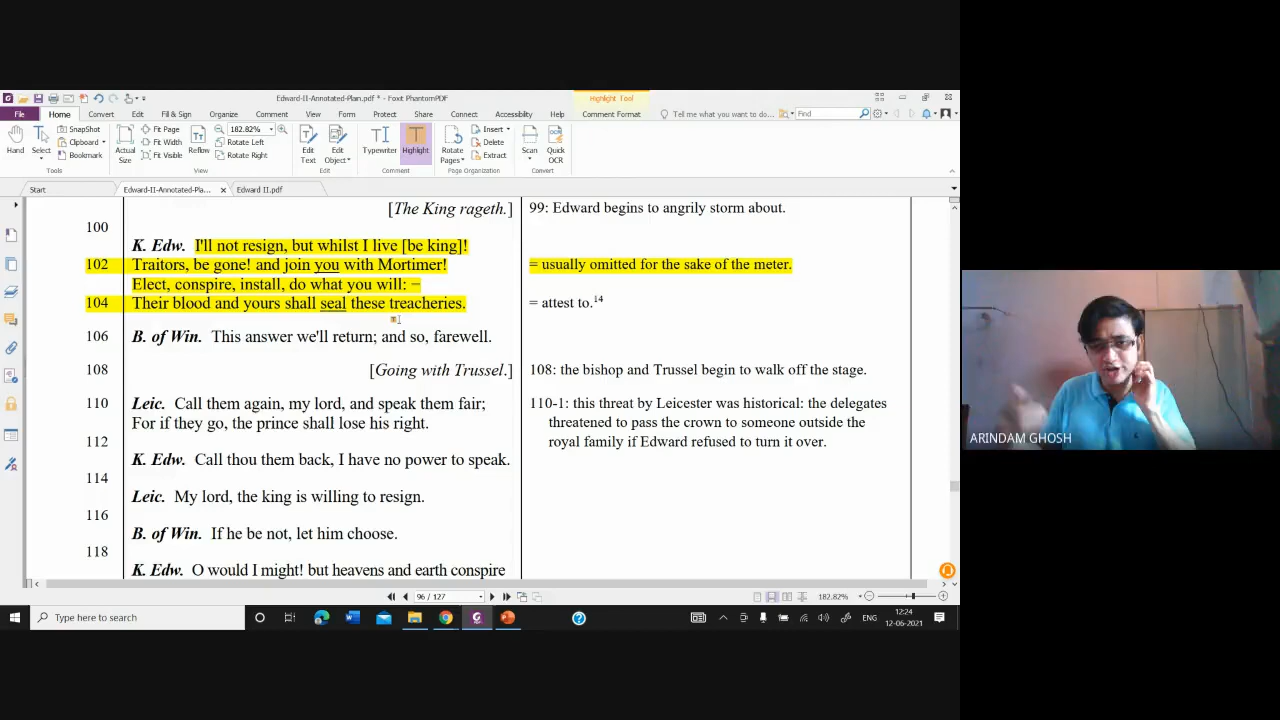 Edward-II-Annotated-Plain.pdf * - Foxit PhantomPDF
Highlight Tool
File
Home
Convert
Edit
Fill & Sign
Organize
Comment
View
Form
Protect
Share
Connect
Accessibility
Help
Comment Format
Tell me what you want to do...
Find
Hand
Select
SnapShot
Clipboard
Bookmark
Actual Size
Fit Page
Fit Width
Fit Visible
Reflow
182.82%
Rotate Left
Rotate Right
Edit Text
Edit Object
Typewriter
Highlight
Rotate Pages
Insert
Delete
Extract
Scan
Quick OCR
Tools
View
Edit
Comment
Page Organization
Convert
Start
Edward-II-Annotated-Pla...
Edward II.pdf
[The King rageth.]
99: Edward begins to angrily storm about.
100
K. Edw. I'll not resign, but whilst I live [be king]!
102 Traitors, be gone! and join you with Mortimer!
= usually omitted for the sake of the meter.
Elect, conspire, install, do what you will: −
104 Their blood and yours shall seal these treacheries.
= attest to.14
106 B. of Win. This answer we'll return; and so, farewell.
108 [Going with Trussel.]
108: the bishop and Trussel begin to walk off the stage.
110 Leic. Call them again, my lord, and speak them fair;
110-1: this threat by Leicester was historical: the delegates
For if they go, the prince shall lose his right.
threatened to pass the crown to someone outside the
112
royal family if Edward refused to turn it over.
K. Edw. Call thou them back, I have no power to speak.
114
Leic. My lord, the king is willing to resign.
116
B. of Win. If he be not, let him choose.
118
K. Edw. O would I might! but heavens and earth conspire
ARINDAM GHOSH
96 / 127
182.82%
Type here to search
ENG
12:24
12-06-2021